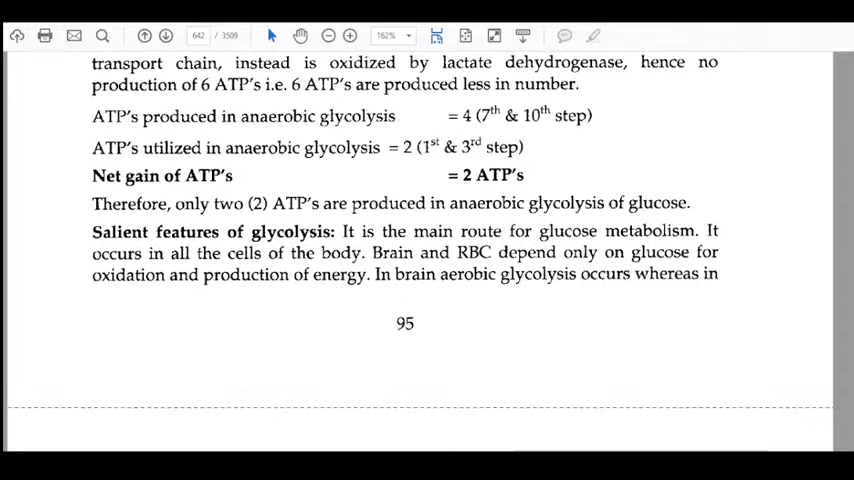 642 / 3509
162%
transport chain, instead is oxidized by lactate dehydrogenase, hence no
production of 6 ATP's i.e. 6 ATP's are produced less in number.
ATP's produced in anaerobic glycolysis = 4 (7th & 10th step)
ATP's utilized in anaerobic glycolysis = 2 (1st & 3rd step)
Net gain of ATP's = 2 ATP's
Therefore, only two (2) ATP's are produced in anaerobic glycolysis of glucose.
Salient features of glycolysis: It is the main route for glucose metabolism. It
occurs in all the cells of the body. Brain and RBC depend only on glucose for
oxidation and production of energy. In brain aerobic glycolysis occurs whereas in
95